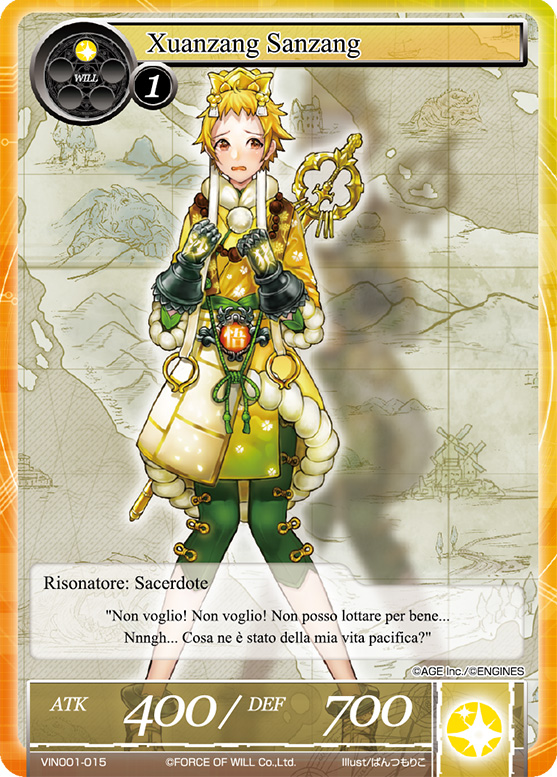 Xuanzang Sanzang
WILL
1
Risonatore: Sacerdote
"Non voglio! Non voglio! Non posso lottare per bene...
Nnngh... Cosa ne è stato della mia vita pacifica?"
©AGE Inc./©ENGINES
ATK 400 / DEF 700
VIN001-015 ©FORCE OF WILL Co.,Ltd. Illust/ぱんつもりこ